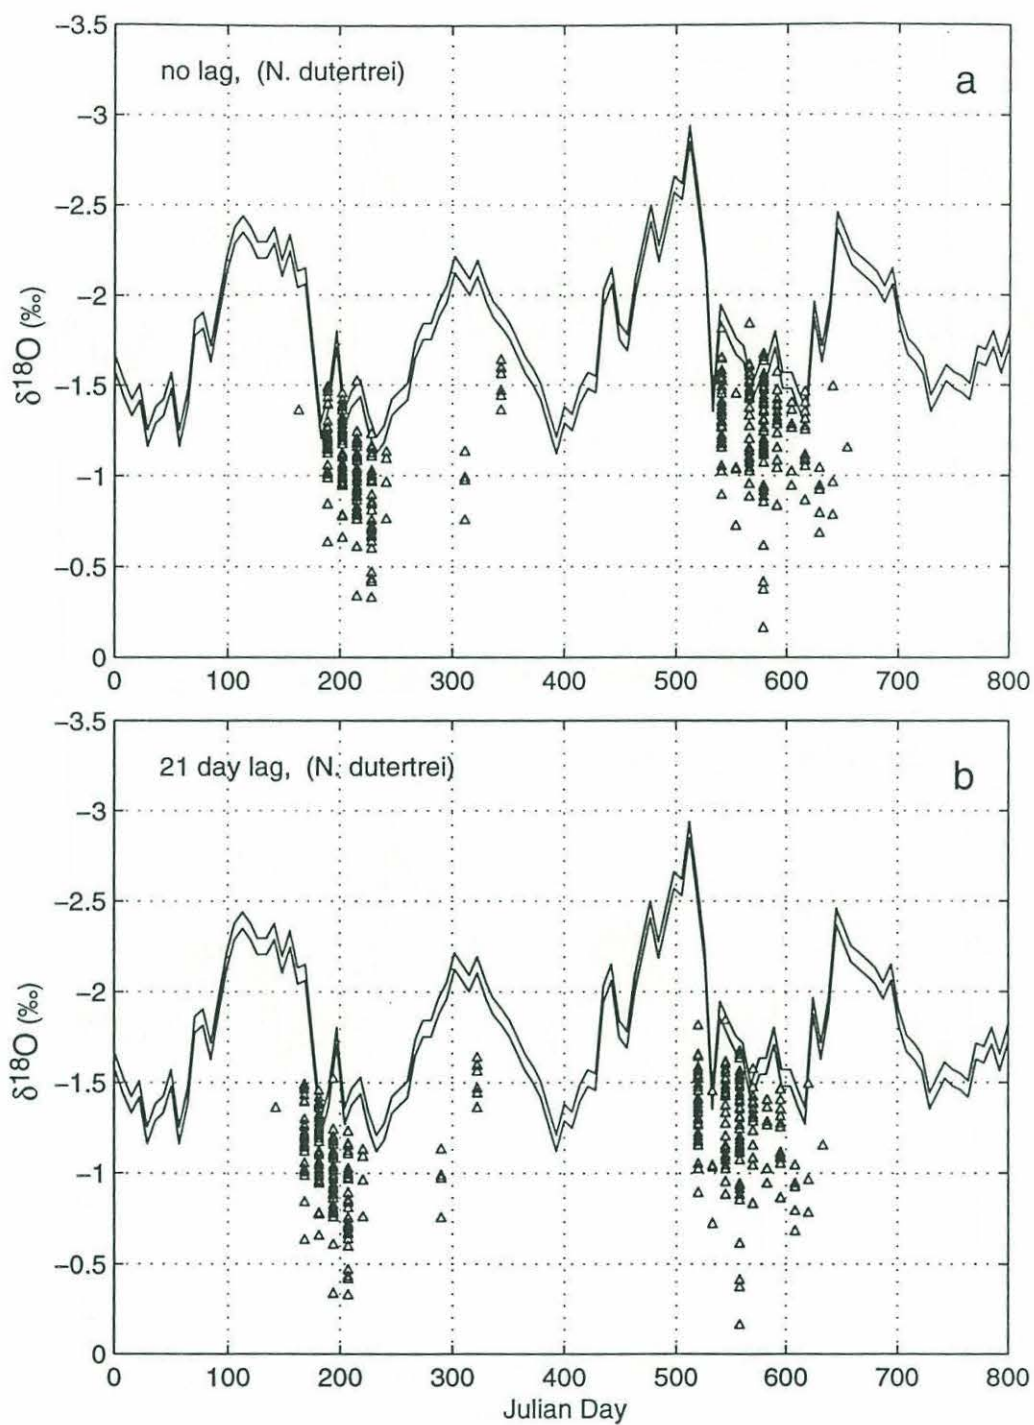 −3.5
no lag, (N. dutertrei)
a
−3
−2.5
−2
δ18O (‰)
−1.5
−1
−0.5
0
0 100 200 300 400 500 600 700 800
−3.5
21 day lag, (N. dutertrei)
b
−3
−2.5
−2
δ18O (‰)
−1.5
−1
−0.5
0
0 100 200 300 400 500 600 700 800
Julian Day